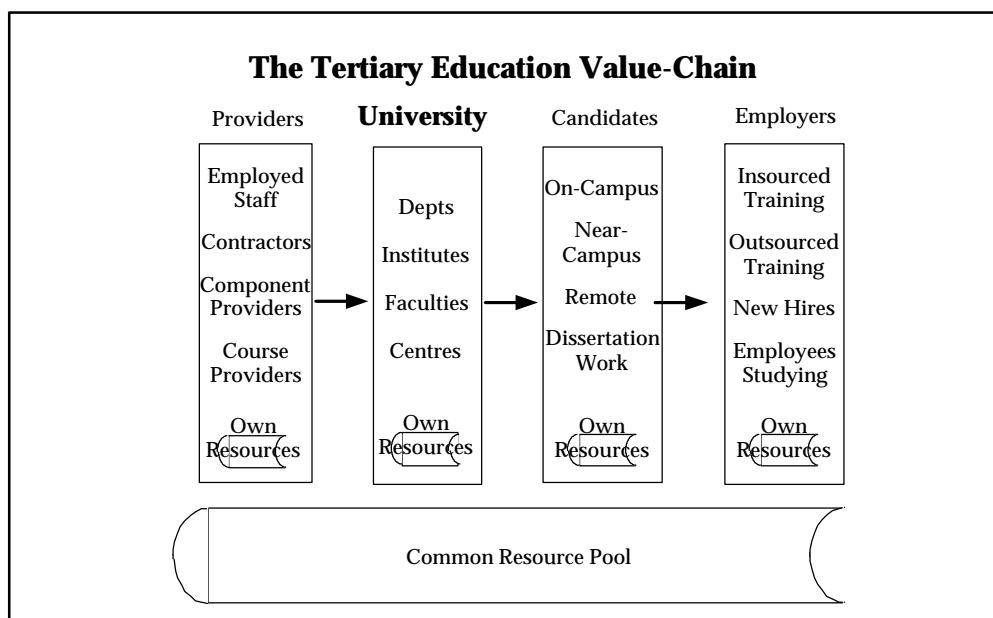 The Tertiary Education Value-Chain
Providers
Employed
Staff
Contractors
Component
Providers
Course
Providers
Own
Resources
University
Depts
Institutes
Faculties
Centres
Own
Resources
Candidates
On-Campus
Near-
Campus
Remote
Dissertation
Work
Own
Resources
Employers
Insourced
Training
Outsourced
Training
New Hires
Employees
Studying
Own
Resources
Common Resource Pool